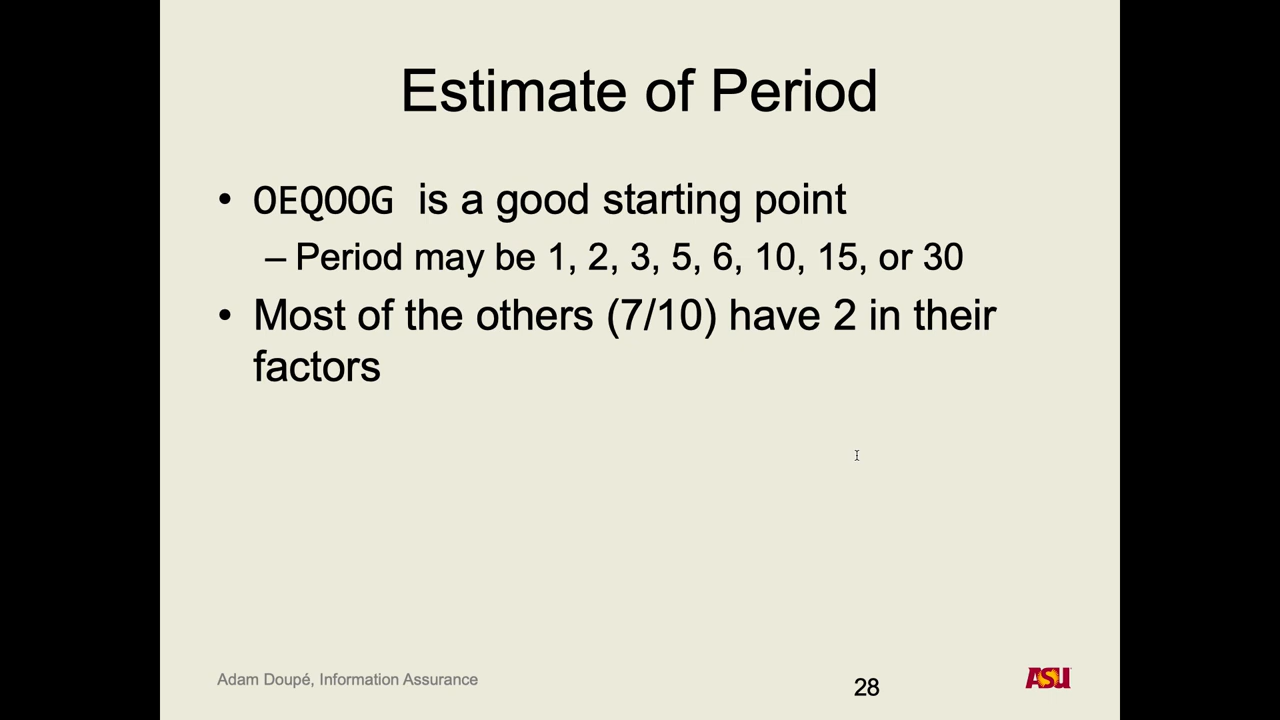 Estimate of Period
• OEQOOG is a good starting point
– Period may be 1, 2, 3, 5, 6, 10, 15, or 30
• Most of the others (7/10) have 2 in their
factors
Adam Doupé, Information Assurance
28
ASU